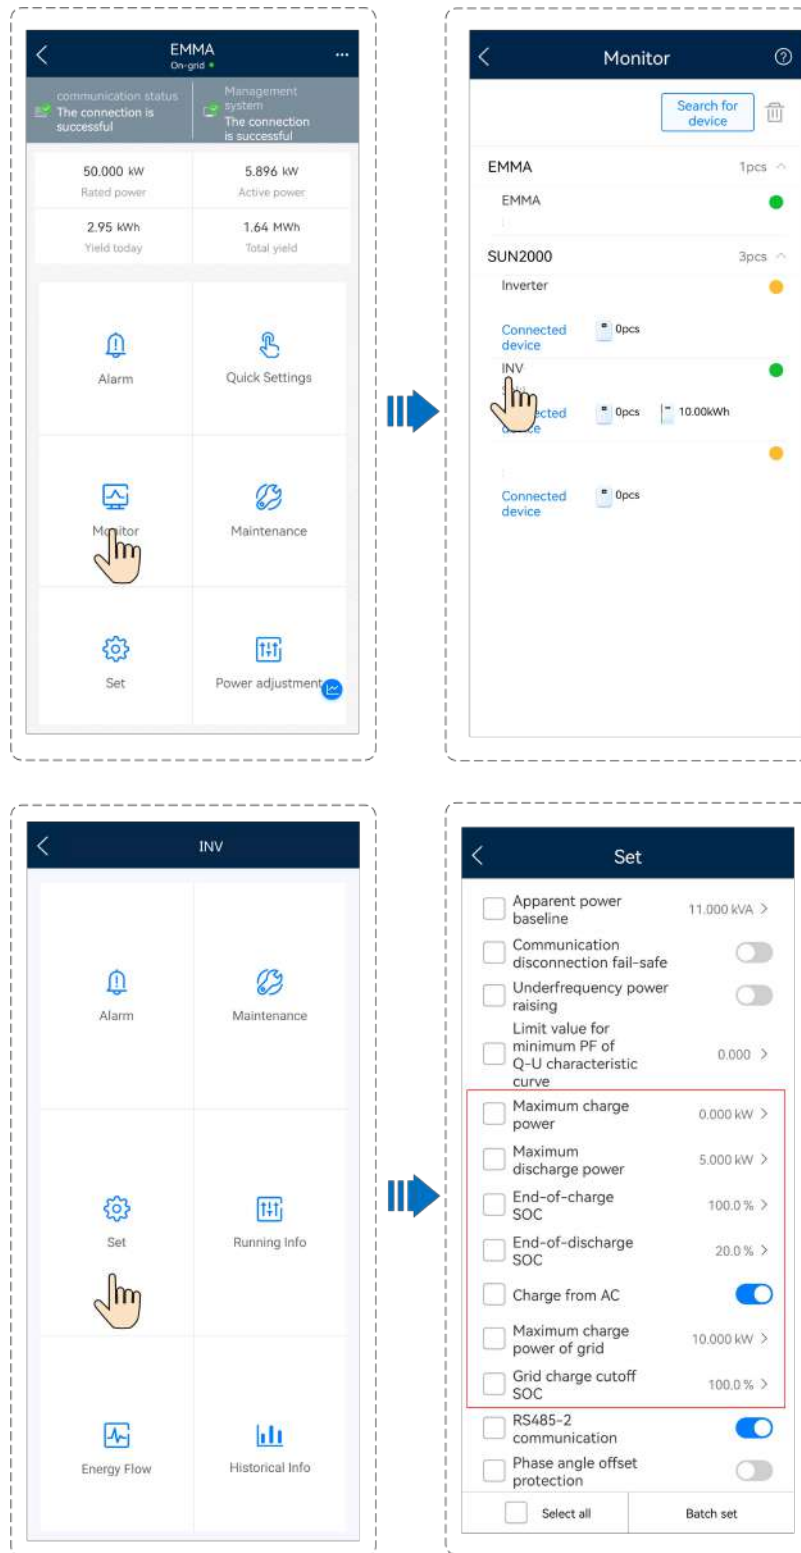 EMMA
On-grid
communication status
The connection is
successful
Management
system
The connection
is successful
50.000 kW
Rated power
5.896 kW
Active power
2.95 kWh
Yield today
1.64 MWh
Total yield
Alarm
Quick Settings
Monitor
Maintenance
Set
Power adjustment
Monitor
Search for
device
EMMA
1pcs
EMMA
SUN2000
3pcs
Inverter
Connected
device
0pcs
INV
0pcs
10.00kWh
Connected
device
0pcs
INV
Alarm
Maintenance
Set
Running Info
Energy Flow
Historical Info
Set
Apparent power
baseline
11.000 kVA
Communication
disconnection fail-safe
Underfrequency power
raising
Limit value for
minimum PF of
Q-U characteristic
curve
0.000
Maximum charge
power
0.000 kW
Maximum
discharge power
5.000 kW
End-of-charge
SOC
100.0 %
End-of-discharge
SOC
20.0 %
Charge from AC
Maximum charge
power of grid
10.000 kW
Grid charge cutoff
SOC
100.0 %
RS485-2
communication
Phase angle offset
protection
Select all
Batch set